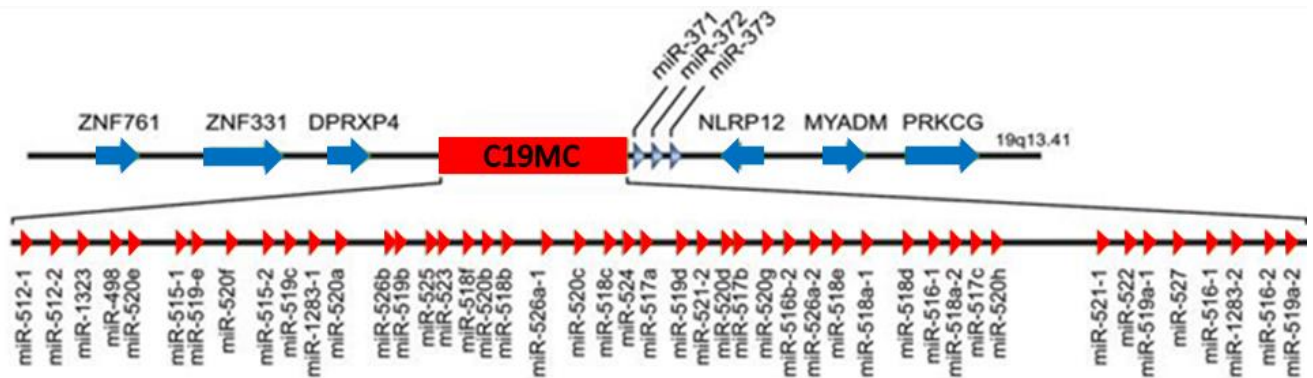 miR-371
miR-372
miR-373
ZNF761 ZNF331 DPRXP4 NLRP12 MYADM PRKCG
19q13.41
C19MC
miR-512-1
miR-512-2
miR-1323
miR-498
miR-520e
miR-515-1
miR-519-e
miR-520f
miR-515-2
miR-519c
miR-1283-1
miR-520a
miR-526b
miR-519b
miR-525
miR-523
miR-518f
miR-520b
miR-518b
miR-526a-1
miR-520c
miR-518c
miR-524
miR-517a
miR-519d
miR-521-2
miR-520d
miR-517b
miR-520g
miR-516b-2
miR-526a-2
miR-518e
miR-518a-1
miR-518d
miR-516-1
miR-518a-2
miR-517c
miR-520h
miR-521-1
miR-522
miR-519a-1
miR-527
miR-516-1
miR-1283-2
miR-516-2
miR-519a-2